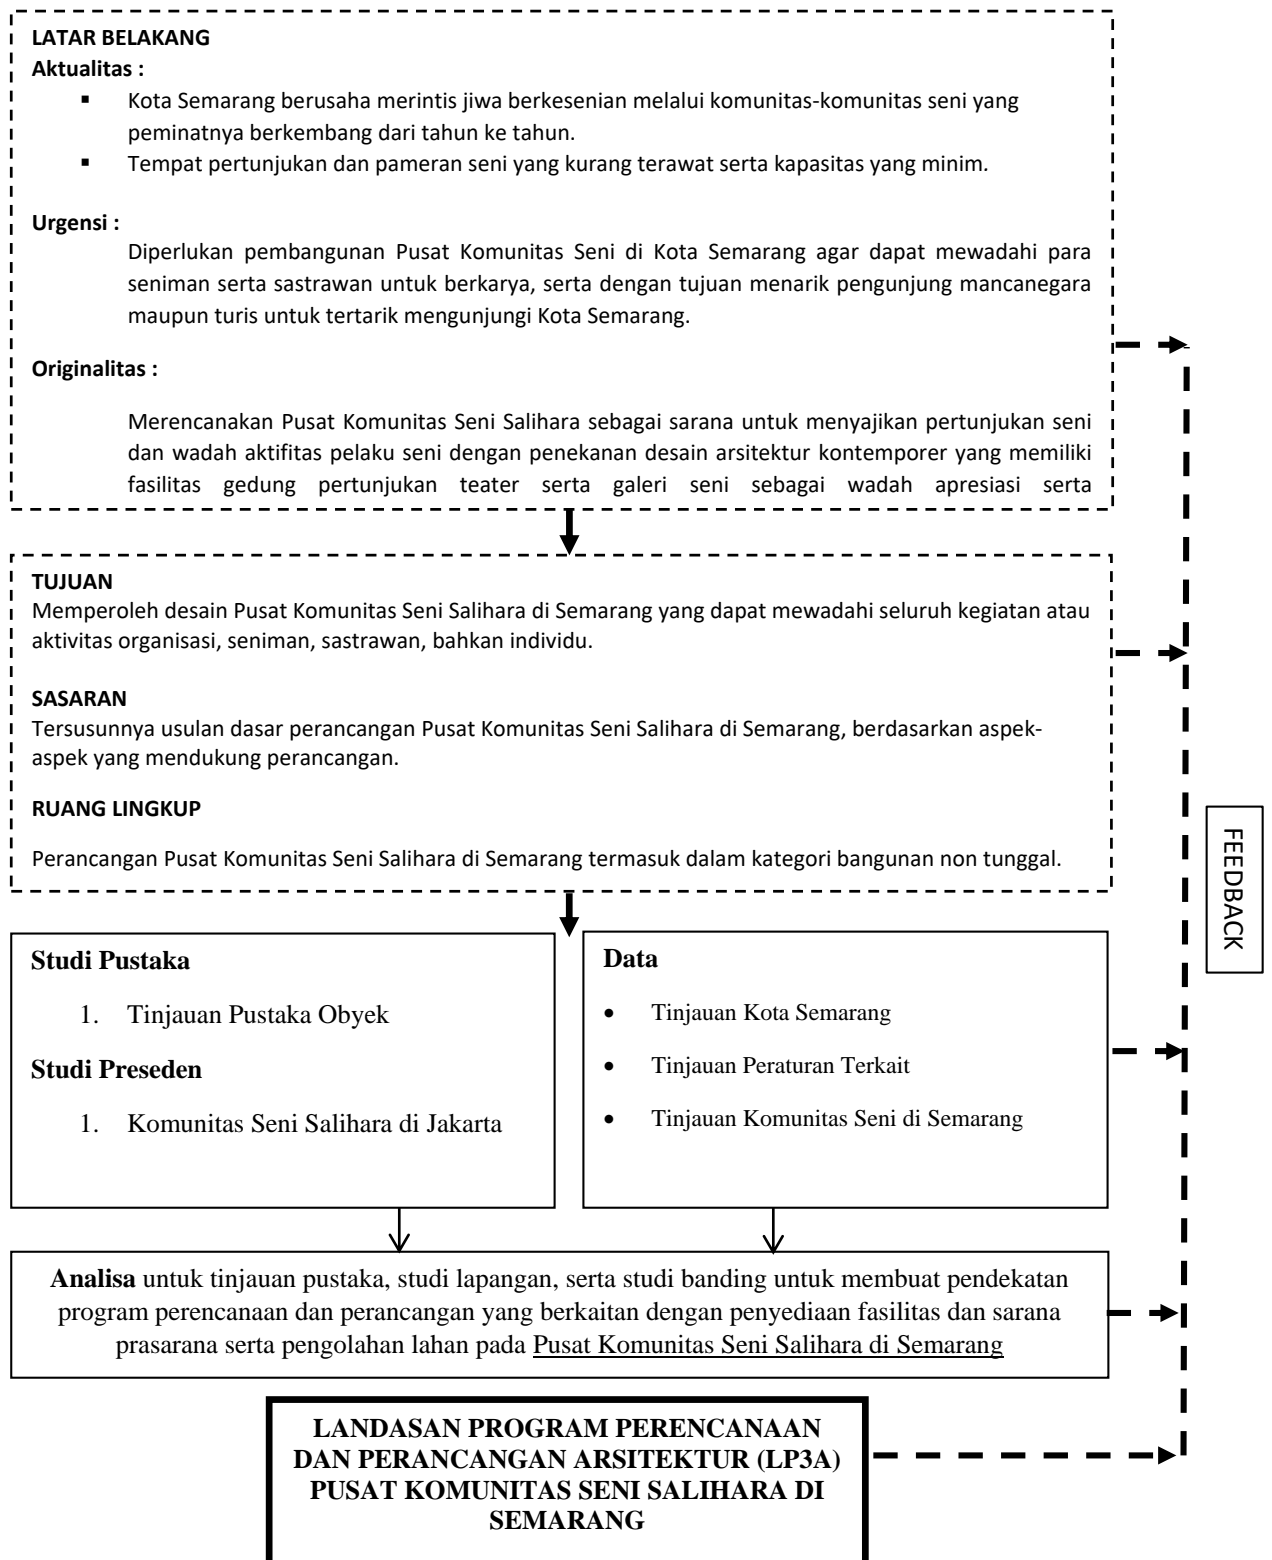 LATAR BELAKANG
Aktualitas :
▪ Kota Semarang berusaha merintis jiwa berkesenian melalui komunitas-komunitas seni yang
peminatnya berkembang dari tahun ke tahun.
▪ Tempat pertunjukan dan pameran seni yang kurang terawat serta kapasitas yang minim.
Urgensi :
Diperlukan pembangunan Pusat Komunitas Seni di Kota Semarang agar dapat mewadahi para
seniman serta sastrawan untuk berkarya, serta dengan tujuan menarik pengunjung mancanegara
maupun turis untuk tertarik mengunjungi Kota Semarang.
Originalitas :
Merencanakan Pusat Komunitas Seni Salihara sebagai sarana untuk menyajikan pertunjukan seni
dan wadah aktifitas pelaku seni dengan penekanan desain arsitektur kontemporer yang memiliki
fasilitas gedung pertunjukan teater serta galeri seni sebagai wadah apresiasi serta
TUJUAN
Memperoleh desain Pusat Komunitas Seni Salihara di Semarang yang dapat mewadahi seluruh kegiatan atau
aktivitas organisasi, seniman, sastrawan, bahkan individu.
SASARAN
Tersusunnya usulan dasar perancangan Pusat Komunitas Seni Salihara di Semarang, berdasarkan aspek-
aspek yang mendukung perancangan.
RUANG LINGKUP
Perancangan Pusat Komunitas Seni Salihara di Semarang termasuk dalam kategori bangunan non tunggal.
Studi Pustaka
1. Tinjauan Pustaka Obyek
Studi Preseden
1. Komunitas Seni Salihara di Jakarta
Data
• Tinjauan Kota Semarang
• Tinjauan Peraturan Terkait
• Tinjauan Komunitas Seni di Semarang
Analisa untuk tinjauan pustaka, studi lapangan, serta studi banding untuk membuat pendekatan
program perencanaan dan perancangan yang berkaitan dengan penyediaan fasilitas dan sarana
prasarana serta pengolahan lahan pada Pusat Komunitas Seni Salihara di Semarang
LANDASAN PROGRAM PERENCANAAN
DAN PERANCANGAN ARSITEKTUR (LP3A)
PUSAT KOMUNITAS SENI SALIHARA DI
SEMARANG
FEEDBACK